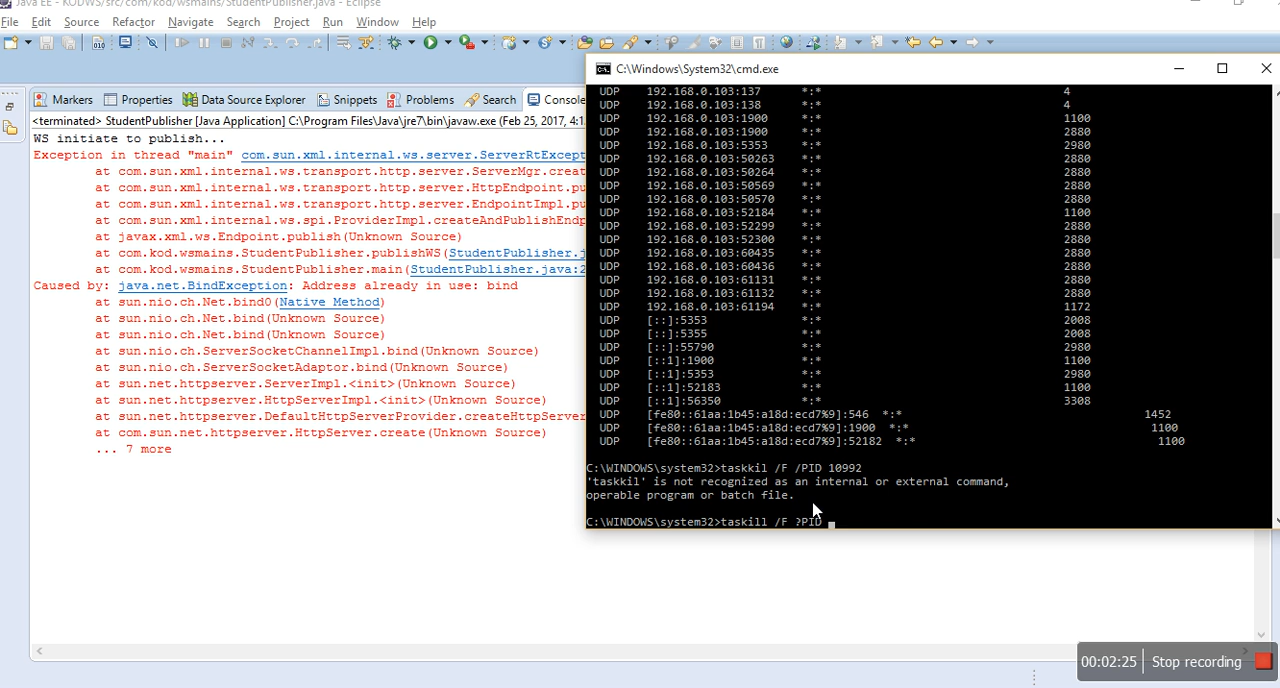 Java EE - KODWS/src/com/kod/wsmains/StudentPublisher.java - Eclipse
File Edit Source Refactor Navigate Search Project Run Window Help
Markers Properties Data Source Explorer Snippets Problems Search Console
<terminated> StudentPublisher [Java Application] C:\Program Files\Java\jre7\bin\javaw.exe (Feb 25, 2017, 4:1
WS initiate to publish...
Exception in thread "main" com.sun.xml.internal.ws.server.ServerRtExcept
at com.sun.xml.internal.ws.transport.http.server.ServerMgr.creat
at com.sun.xml.internal.ws.transport.http.server.HttpEndpoint.pu
at com.sun.xml.internal.ws.transport.http.server.EndpointImpl.pu
at com.sun.xml.internal.ws.spi.ProviderImpl.createAndPublishEndp
at javax.xml.ws.Endpoint.publish(Unknown Source)
at com.kod.wsmains.StudentPublisher.publishWS(StudentPublisher.j
at com.kod.wsmains.StudentPublisher.main(StudentPublisher.java:2
Caused by: java.net.BindException: Address already in use: bind
at sun.nio.ch.Net.bind0(Native Method)
at sun.nio.ch.Net.bind(Unknown Source)
at sun.nio.ch.Net.bind(Unknown Source)
at sun.nio.ch.ServerSocketChannelImpl.bind(Unknown Source)
at sun.nio.ch.ServerSocketAdaptor.bind(Unknown Source)
at sun.net.httpserver.ServerImpl.<init>(Unknown Source)
at sun.net.httpserver.HttpServerImpl.<init>(Unknown Source)
at sun.net.httpserver.DefaultHttpServerProvider.createHttpServer
at com.sun.net.httpserver.HttpServer.create(Unknown Source)
... 7 more
C:\Windows\System32\cmd.exe
UDP 192.168.0.103:137 *:* 4
UDP 192.168.0.103:138 *:* 4
UDP 192.168.0.103:1900 *:* 1100
UDP 192.168.0.103:1900 *:* 2880
UDP 192.168.0.103:5353 *:* 2980
UDP 192.168.0.103:50263 *:* 2880
UDP 192.168.0.103:50264 *:* 2880
UDP 192.168.0.103:50569 *:* 2880
UDP 192.168.0.103:50570 *:* 2880
UDP 192.168.0.103:52184 *:* 1100
UDP 192.168.0.103:52299 *:* 2880
UDP 192.168.0.103:52300 *:* 2880
UDP 192.168.0.103:60435 *:* 2880
UDP 192.168.0.103:60436 *:* 2880
UDP 192.168.0.103:61131 *:* 2880
UDP 192.168.0.103:61132 *:* 2880
UDP 192.168.0.103:61194 *:* 1172
UDP [::]:5353 *:* 2008
UDP [::]:5355 *:* 2008
UDP [::]:55790 *:* 2980
UDP [::1]:1900 *:* 1100
UDP [::1]:5353 *:* 2980
UDP [::1]:52183 *:* 1100
UDP [::1]:56350 *:* 3308
UDP [fe80::61aa:1b45:a18d:ecd7%9]:546 *:* 1452
UDP [fe80::61aa:1b45:a18d:ecd7%9]:1900 *:* 1100
UDP [fe80::61aa:1b45:a18d:ecd7%9]:52182 *:* 1100
C:\WINDOWS\system32>taskkil /F /PID 10992
'taskkil' is not recognized as an internal or external command,
operable program or batch file.
C:\WINDOWS\system32>taskill /F ?PID
00:02:25 Stop recording